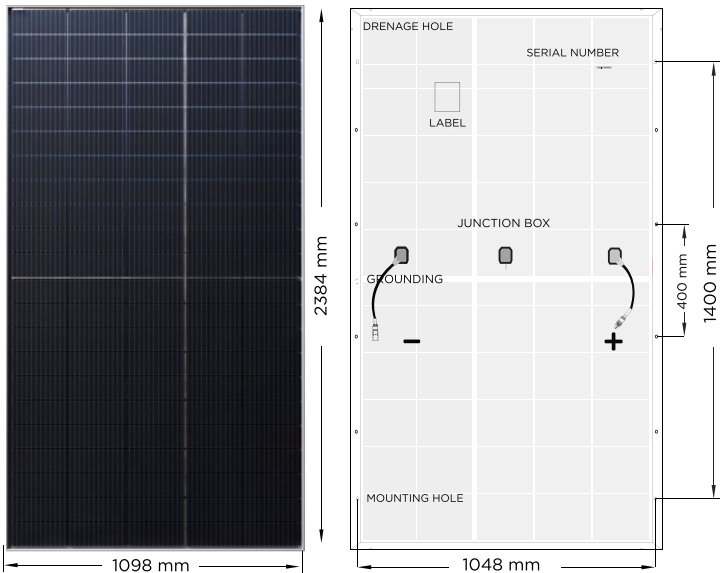 DRENAGE HOLE
SERIAL NUMBER
LABEL
JUNCTION BOX
GROUNDING
MOUNTING HOLE
2384 mm
400 mm
1400 mm
1098 mm
1048 mm